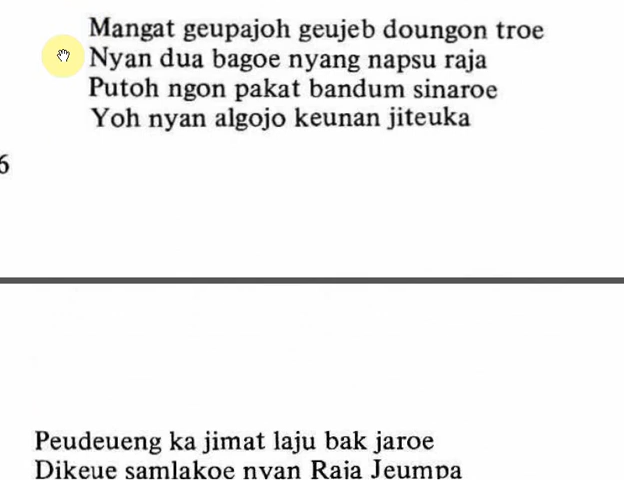 Mangat geupajoh geujeb doungon troe
Nyan dua bagoe nyang napsu raja
Putoh ngon pakat bandum sinaroe
Yoh nyan algojo keunan jiteuka
6
Peudeueng ka jimat laju bak jaroe
Dikeue samlakoe nyan Raja Jeumpa